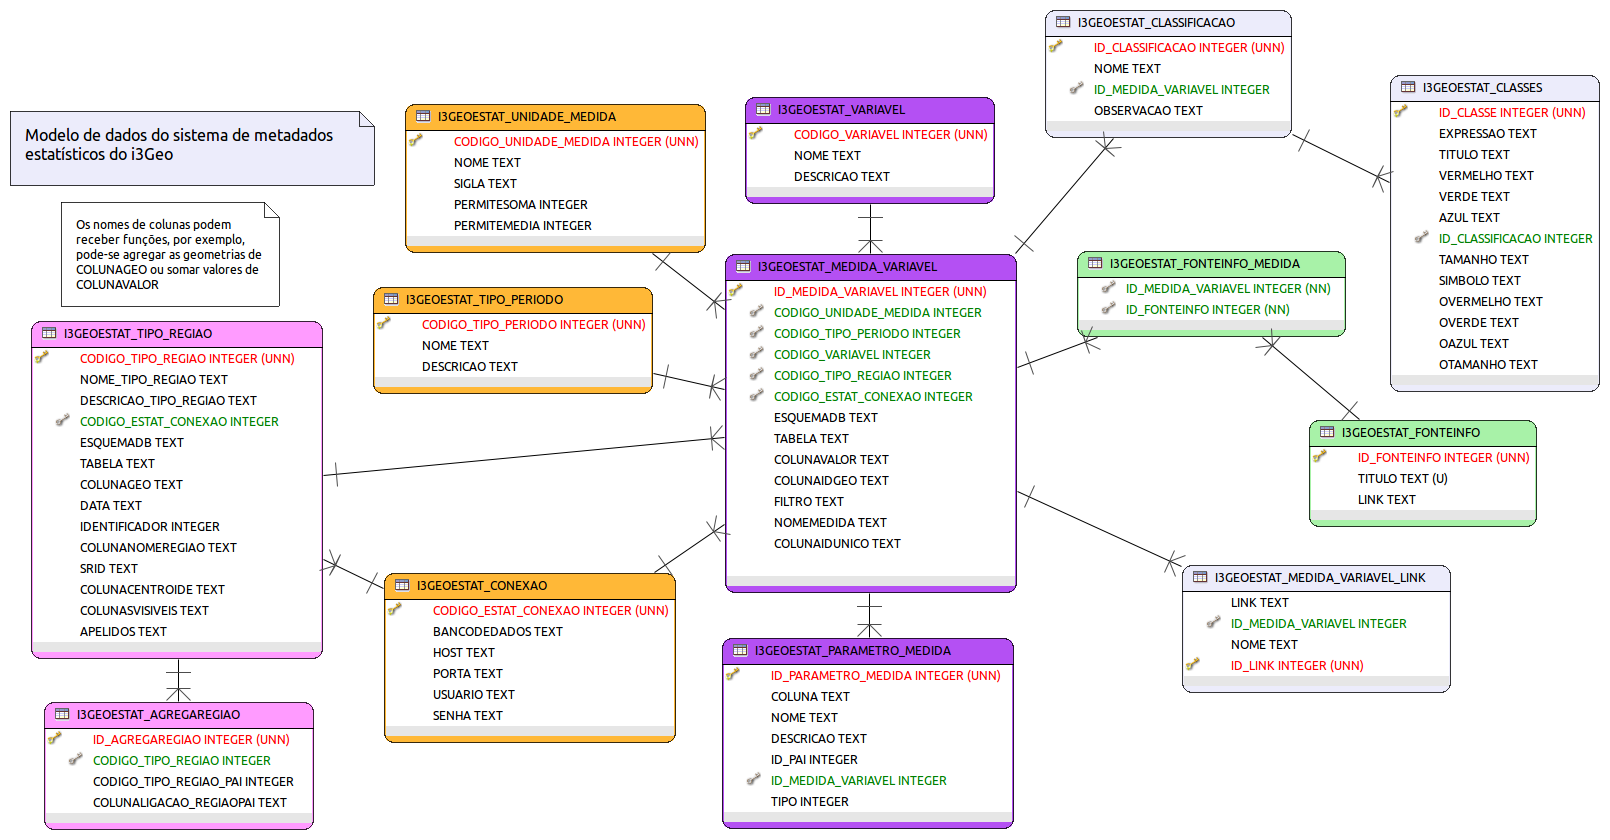 Modelo de dados do sistema de metadados
estatísticos do i3Geo
Os nomes de colunas podem
receber funções, por exemplo,
pode-se agregar as geometrias de
COLUNAGEO ou somar valores de
COLUNAVALOR
I3GEOESTAT_TIPO_REGIAO
CODIGO_TIPO_REGIAO INTEGER (UNN)
NOME_TIPO_REGIAO TEXT
DESCRICAO_TIPO_REGIAO TEXT
CODIGO_ESTAT_CONEXAO INTEGER
ESQUEMADB TEXT
TABELA TEXT
COLUNAGEO TEXT
DATA TEXT
IDENTIFICADOR INTEGER
COLUNANOMEREGIAO TEXT
SRID TEXT
COLUNACENTROIDE TEXT
COLUNASVISIVEIS TEXT
APELIDOS TEXT
I3GEOESTAT_AGREGAREGIAO
ID_AGREGAREGIAO INTEGER (UNN)
CODIGO_TIPO_REGIAO INTEGER
CODIGO_TIPO_REGIAO_PAI INTEGER
COLUNALIGACAO_REGIAOPAI TEXT
I3GEOESTAT_UNIDADE_MEDIDA
CODIGO_UNIDADE_MEDIDA INTEGER (UNN)
NOME TEXT
SIGLA TEXT
PERMITESOMA INTEGER
PERMITEMEDIA INTEGER
I3GEOESTAT_TIPO_PERIODO
CODIGO_TIPO_PERIODO INTEGER (UNN)
NOME TEXT
DESCRICAO TEXT
I3GEOESTAT_CONEXAO
CODIGO_ESTAT_CONEXAO INTEGER (UNN)
BANCODEDADOS TEXT
HOST TEXT
PORTA TEXT
USUARIO TEXT
SENHA TEXT
I3GEOESTAT_VARIAVEL
CODIGO_VARIAVEL INTEGER (UNN)
NOME TEXT
DESCRICAO TEXT
I3GEOESTAT_MEDIDA_VARIAVEL
ID_MEDIDA_VARIAVEL INTEGER (UNN)
CODIGO_UNIDADE_MEDIDA INTEGER
CODIGO_TIPO_PERIODO INTEGER
CODIGO_VARIAVEL INTEGER
CODIGO_TIPO_REGIAO INTEGER
CODIGO_ESTAT_CONEXAO INTEGER
ESQUEMADB TEXT
TABELA TEXT
COLUNAVALOR TEXT
COLUNAIDGEO TEXT
FILTRO TEXT
NOMEMEDIDA TEXT
COLUNAIDUNICO TEXT
I3GEOESTAT_PARAMETRO_MEDIDA
ID_PARAMETRO_MEDIDA INTEGER (UNN)
COLUNA TEXT
NOME TEXT
DESCRICAO TEXT
ID_PAI INTEGER
ID_MEDIDA_VARIAVEL INTEGER
TIPO INTEGER
I3GEOESTAT_CLASSIFICACAO
ID_CLASSIFICACAO INTEGER (UNN)
NOME TEXT
ID_MEDIDA_VARIAVEL INTEGER
OBSERVACAO TEXT
I3GEOESTAT_CLASSES
ID_CLASSE INTEGER (UNN)
EXPRESSAO TEXT
TITULO TEXT
VERMELHO TEXT
VERDE TEXT
AZUL TEXT
ID_CLASSIFICACAO INTEGER
TAMANHO TEXT
SIMBOLO TEXT
OVERMELHO TEXT
OVERDE TEXT
OAZUL TEXT
OTAMANHO TEXT
I3GEOESTAT_FONTEINFO_MEDIDA
ID_MEDIDA_VARIAVEL INTEGER (NN)
ID_FONTEINFO INTEGER (NN)
I3GEOESTAT_FONTEINFO
ID_FONTEINFO INTEGER (UNN)
TITULO TEXT (U)
LINK TEXT
I3GEOESTAT_MEDIDA_VARIAVEL_LINK
LINK TEXT
ID_MEDIDA_VARIAVEL INTEGER
NOME TEXT
ID_LINK INTEGER (UNN)